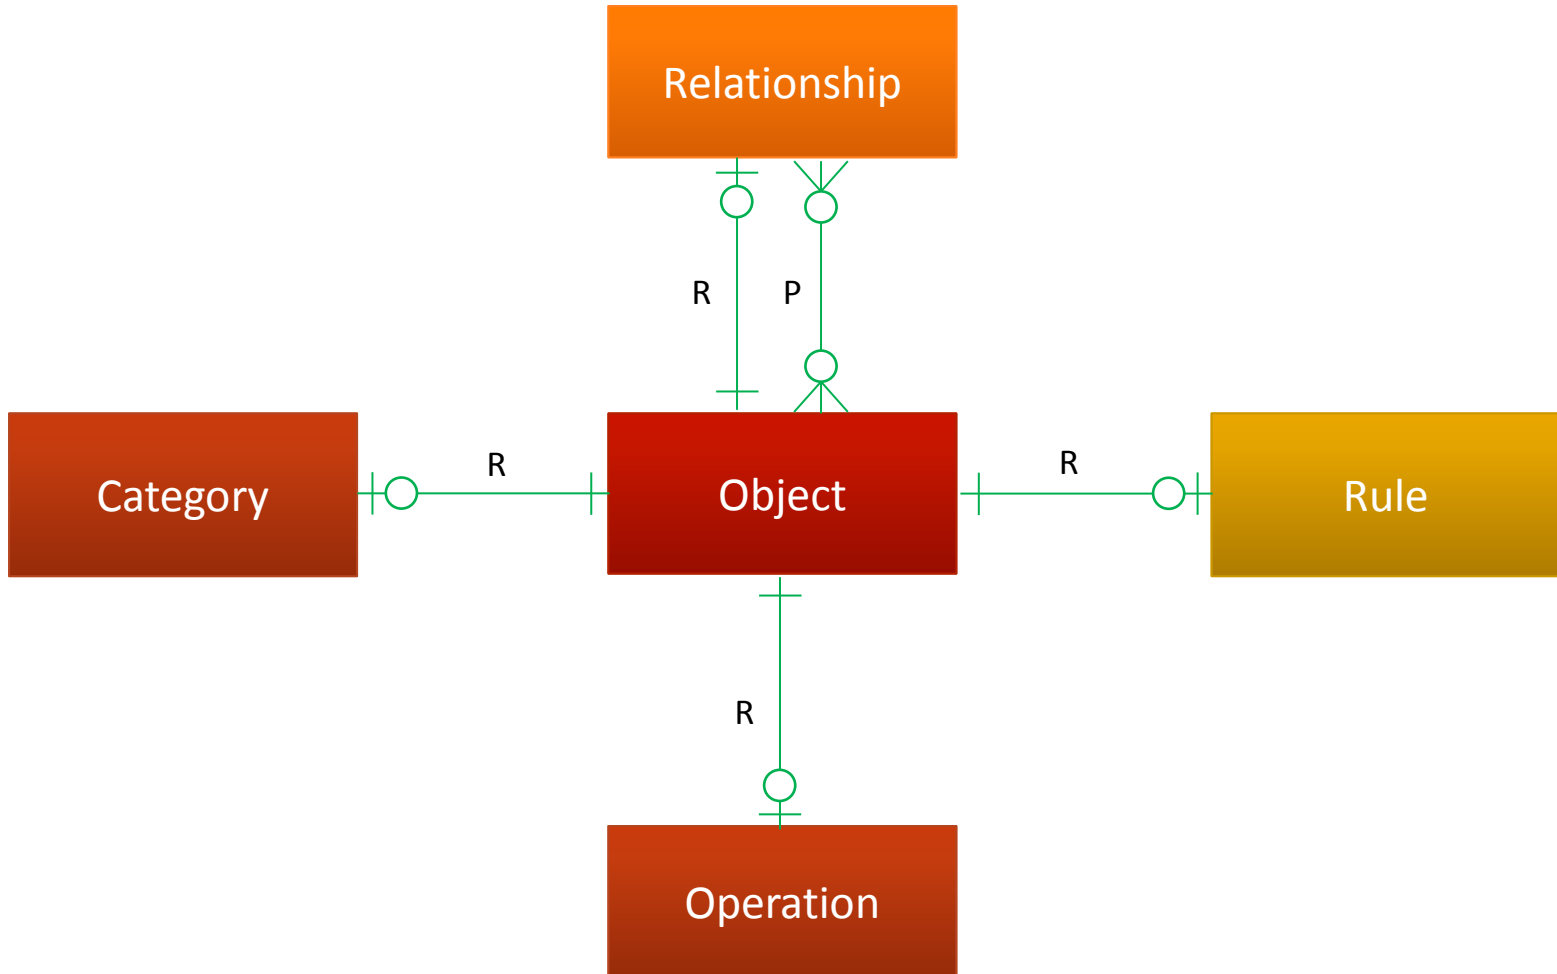 Relationship
R
P
Category
R
Object
R
Rule
R
Operation